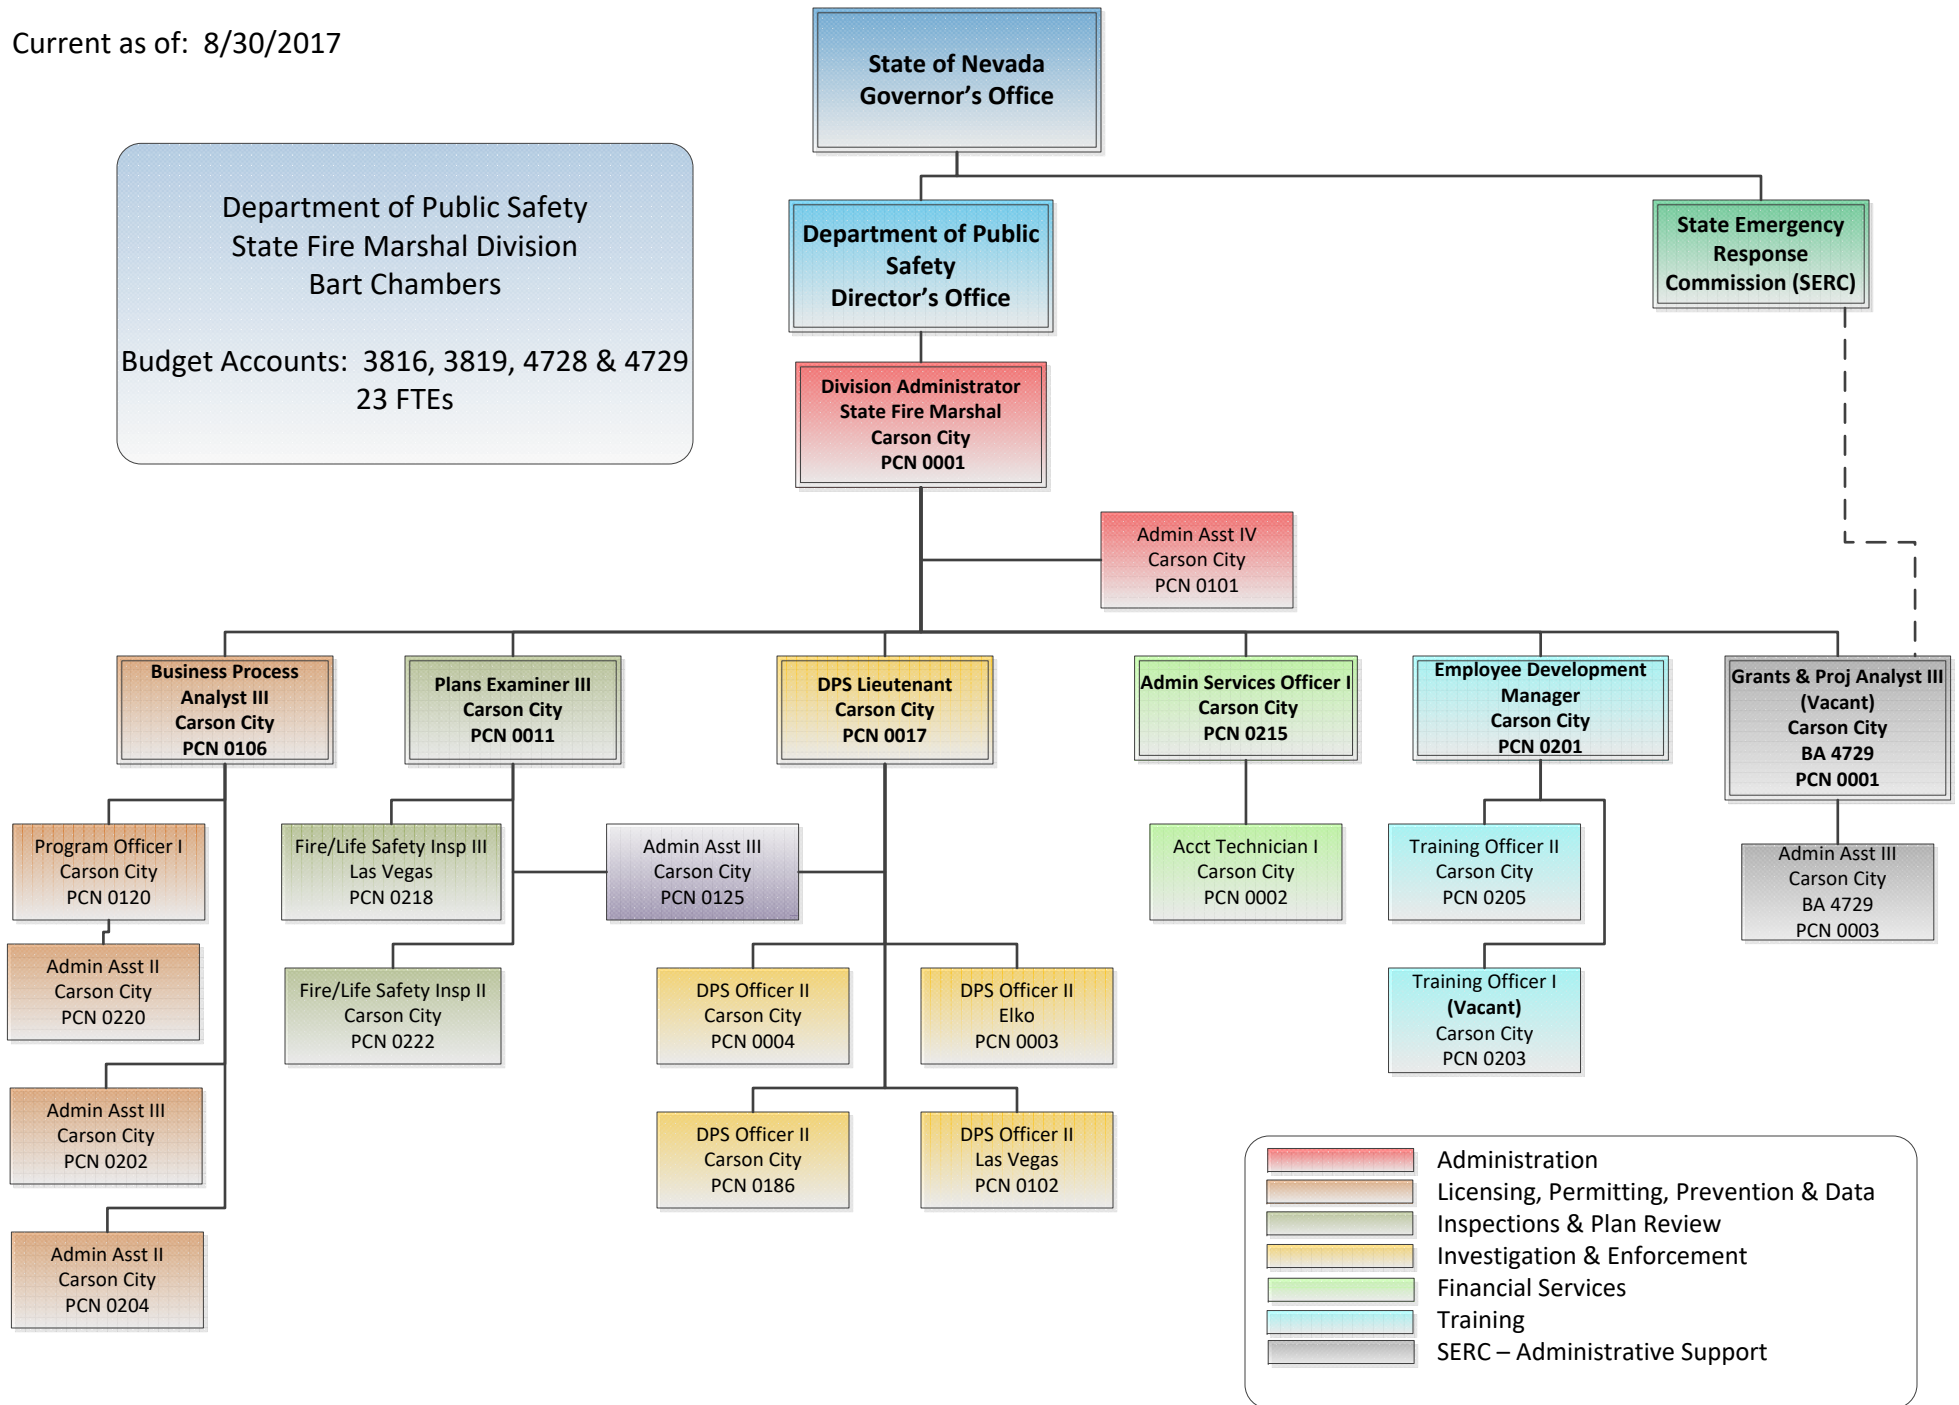 Current as of: 8/30/2017
State of Nevada
Governor’s Office
Department of Public Safety
State Fire Marshal Division
Bart Chambers
Budget Accounts: 3816, 3819, 4728 & 4729
23 FTEs
Department of Public
Safety
Director’s Office
State Emergency
Response
Commission (SERC)
Division Administrator
State Fire Marshal
Carson City
PCN 0001
Admin Asst IV
Carson City
PCN 0101
Business Process
Analyst III
Carson City
PCN 0106
Plans Examiner III
Carson City
PCN 0011
DPS Lieutenant
Carson City
PCN 0017
Admin Services Officer I
Carson City
PCN 0215
Employee Development
Manager
Carson City
PCN 0201
Grants & Proj Analyst III
(Vacant)
Carson City
BA 4729
PCN 0001
Program Officer I
Carson City
PCN 0120
Fire/Life Safety Insp III
Las Vegas
PCN 0218
Admin Asst III
Carson City
PCN 0125
Acct Technician I
Carson City
PCN 0002
Training Officer II
Carson City
PCN 0205
Admin Asst III
Carson City
BA 4729
PCN 0003
Admin Asst II
Carson City
PCN 0220
Fire/Life Safety Insp II
Carson City
PCN 0222
DPS Officer II
Carson City
PCN 0004
DPS Officer II
Elko
PCN 0003
Training Officer I
(Vacant)
Carson City
PCN 0203
Admin Asst III
Carson City
PCN 0202
DPS Officer II
Carson City
PCN 0186
DPS Officer II
Las Vegas
PCN 0102
Admin Asst II
Carson City
PCN 0204
Administration
Licensing, Permitting, Prevention & Data
Inspections & Plan Review
Investigation & Enforcement
Financial Services
Training
SERC – Administrative Support